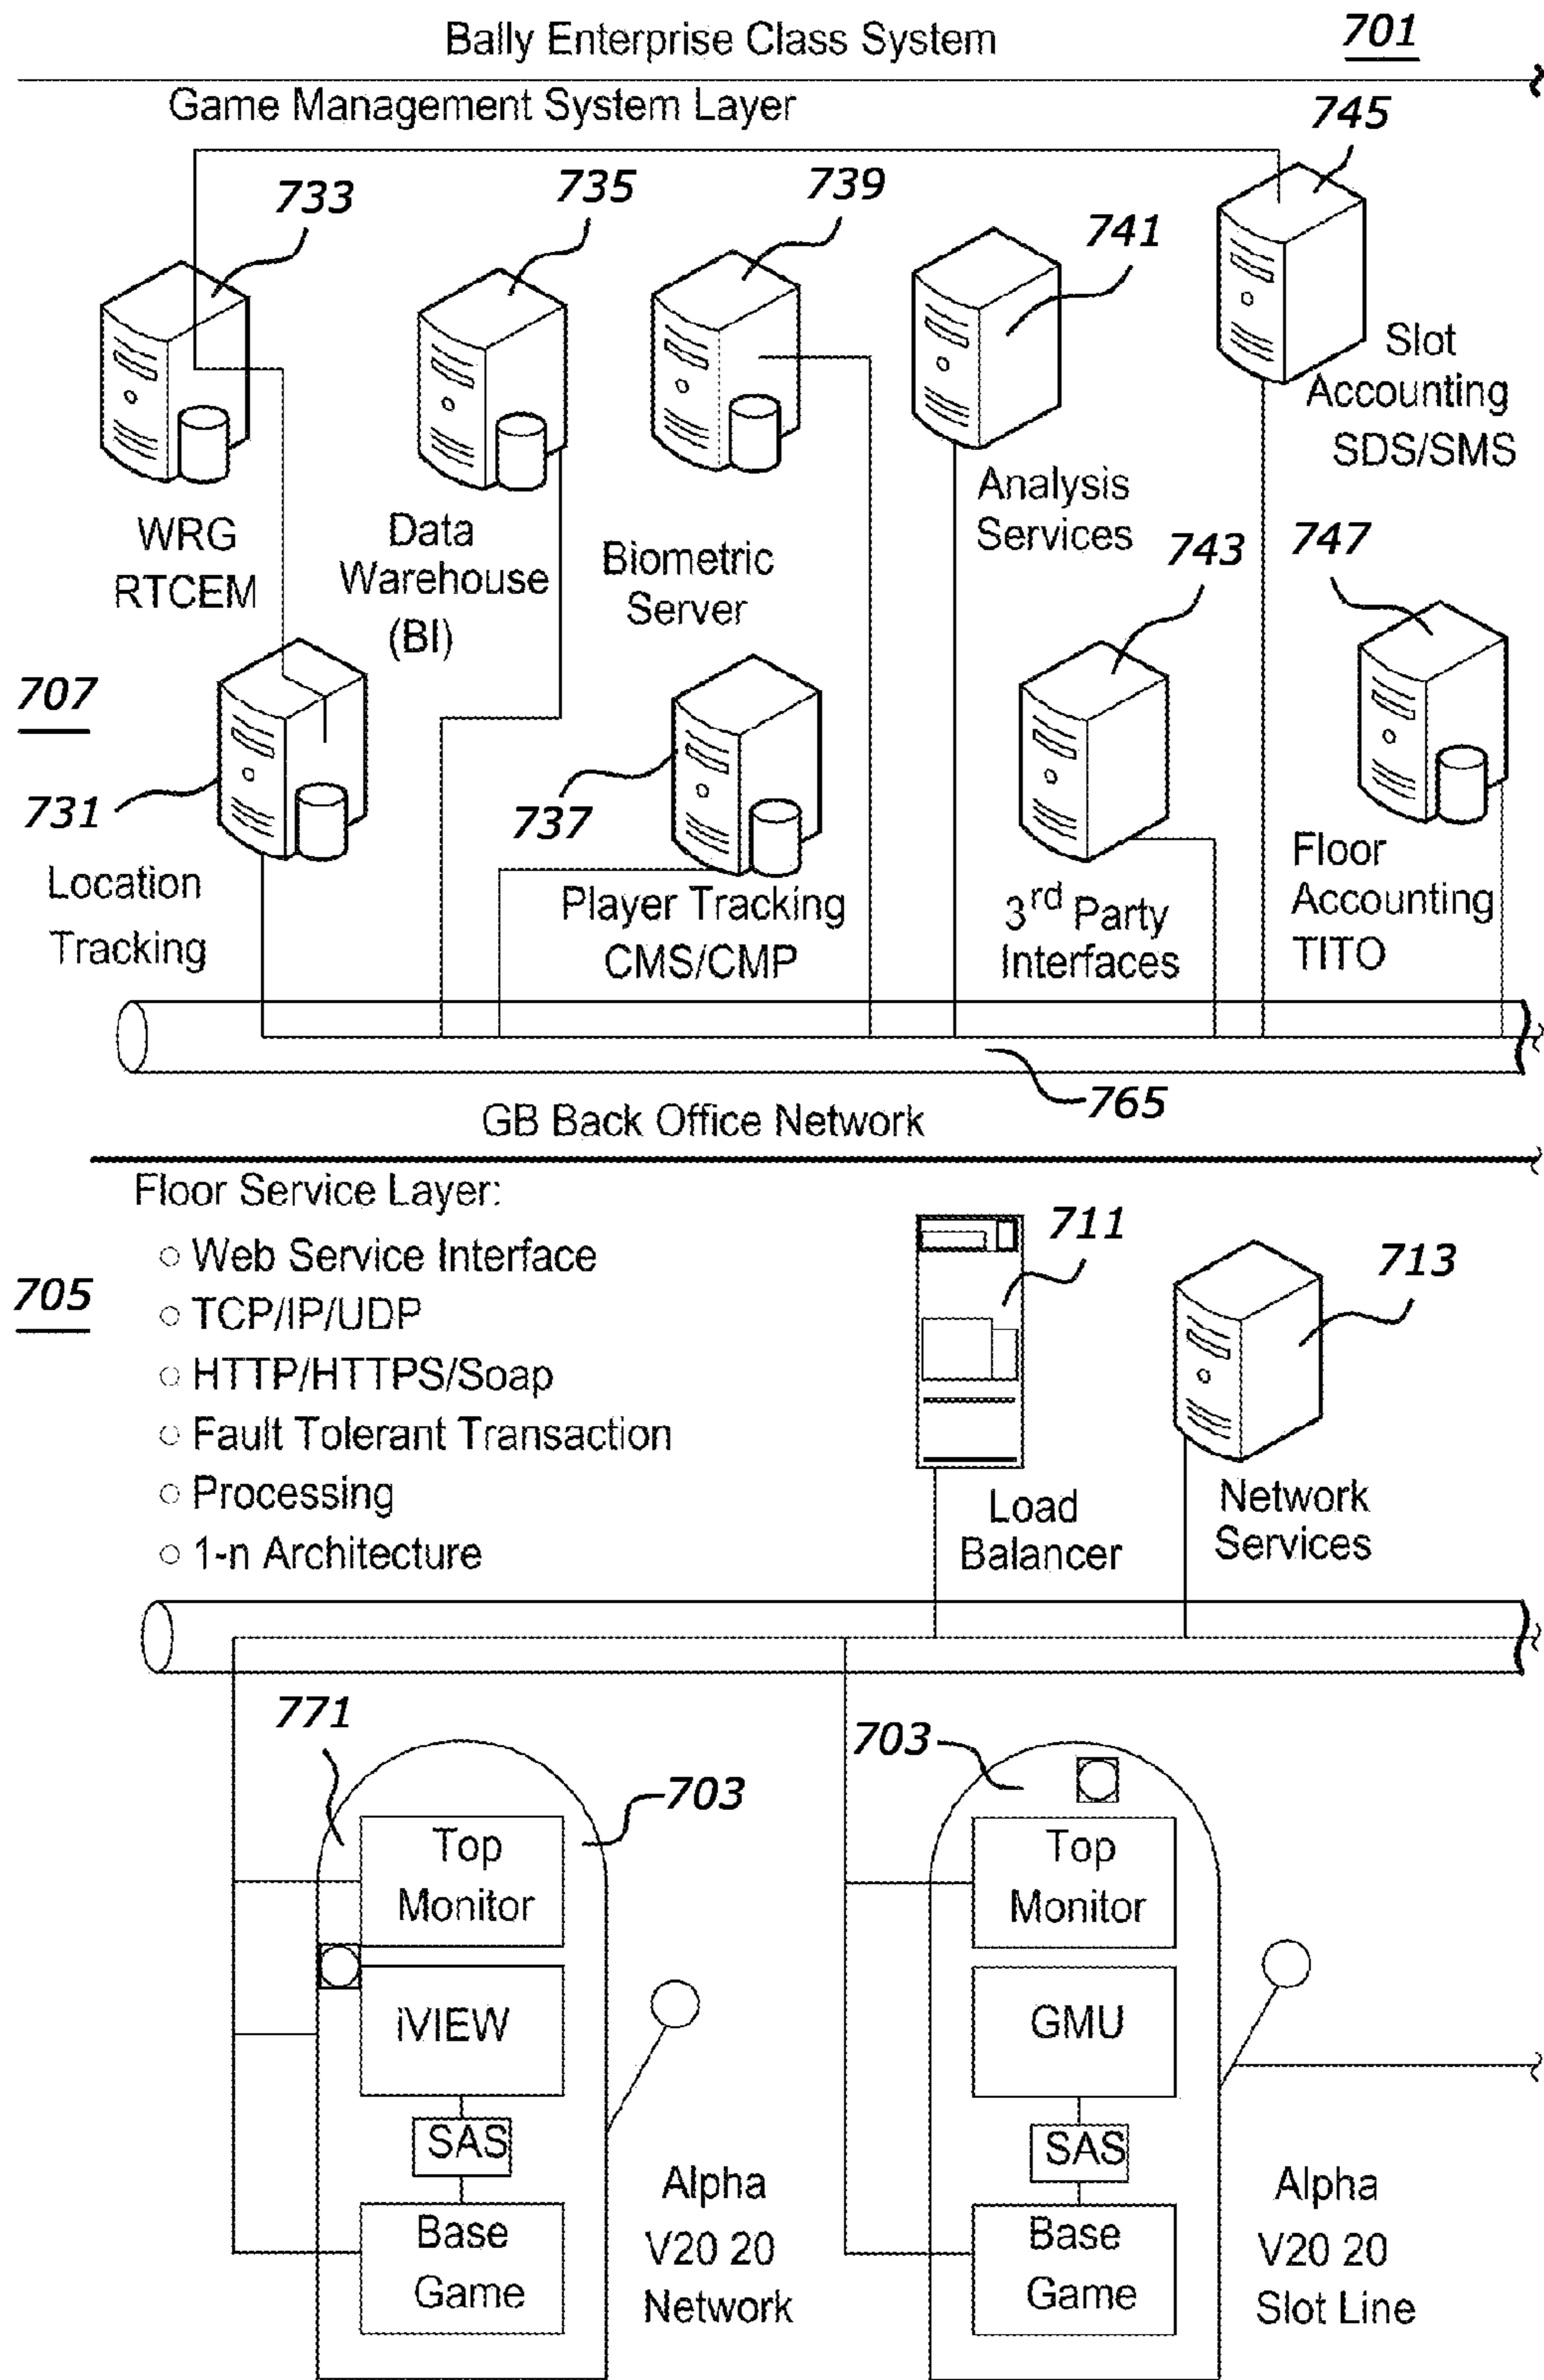 Bally Enterprise Class System
701
Game Management System Layer
745
733
735
739
741
Slot
Accounting
SDS/SMS
WRG
RTCEM
Data
Warehouse
(BI)
Biometric
Server
Analysis
Services
743
747
707
731
737
Location
Tracking
Player Tracking
CMS/CMP
3rd Party
Interfaces
Floor
Accounting
TITO
765
GB Back Office Network
Floor Service Layer:
○ Web Service Interface
○ TCP/IP/UDP
○ HTTP/HTTPS/Soap
○ Fault Tolerant Transaction
○ Processing
○ 1-n Architecture
705
711
713
Load
Balancer
Network
Services
771
703
Top
Monitor
iVIEW
SAS
Base
Game
Alpha
V20 20
Network
703
Top
Monitor
GMU
SAS
Base
Game
Alpha
V20 20
Slot Line